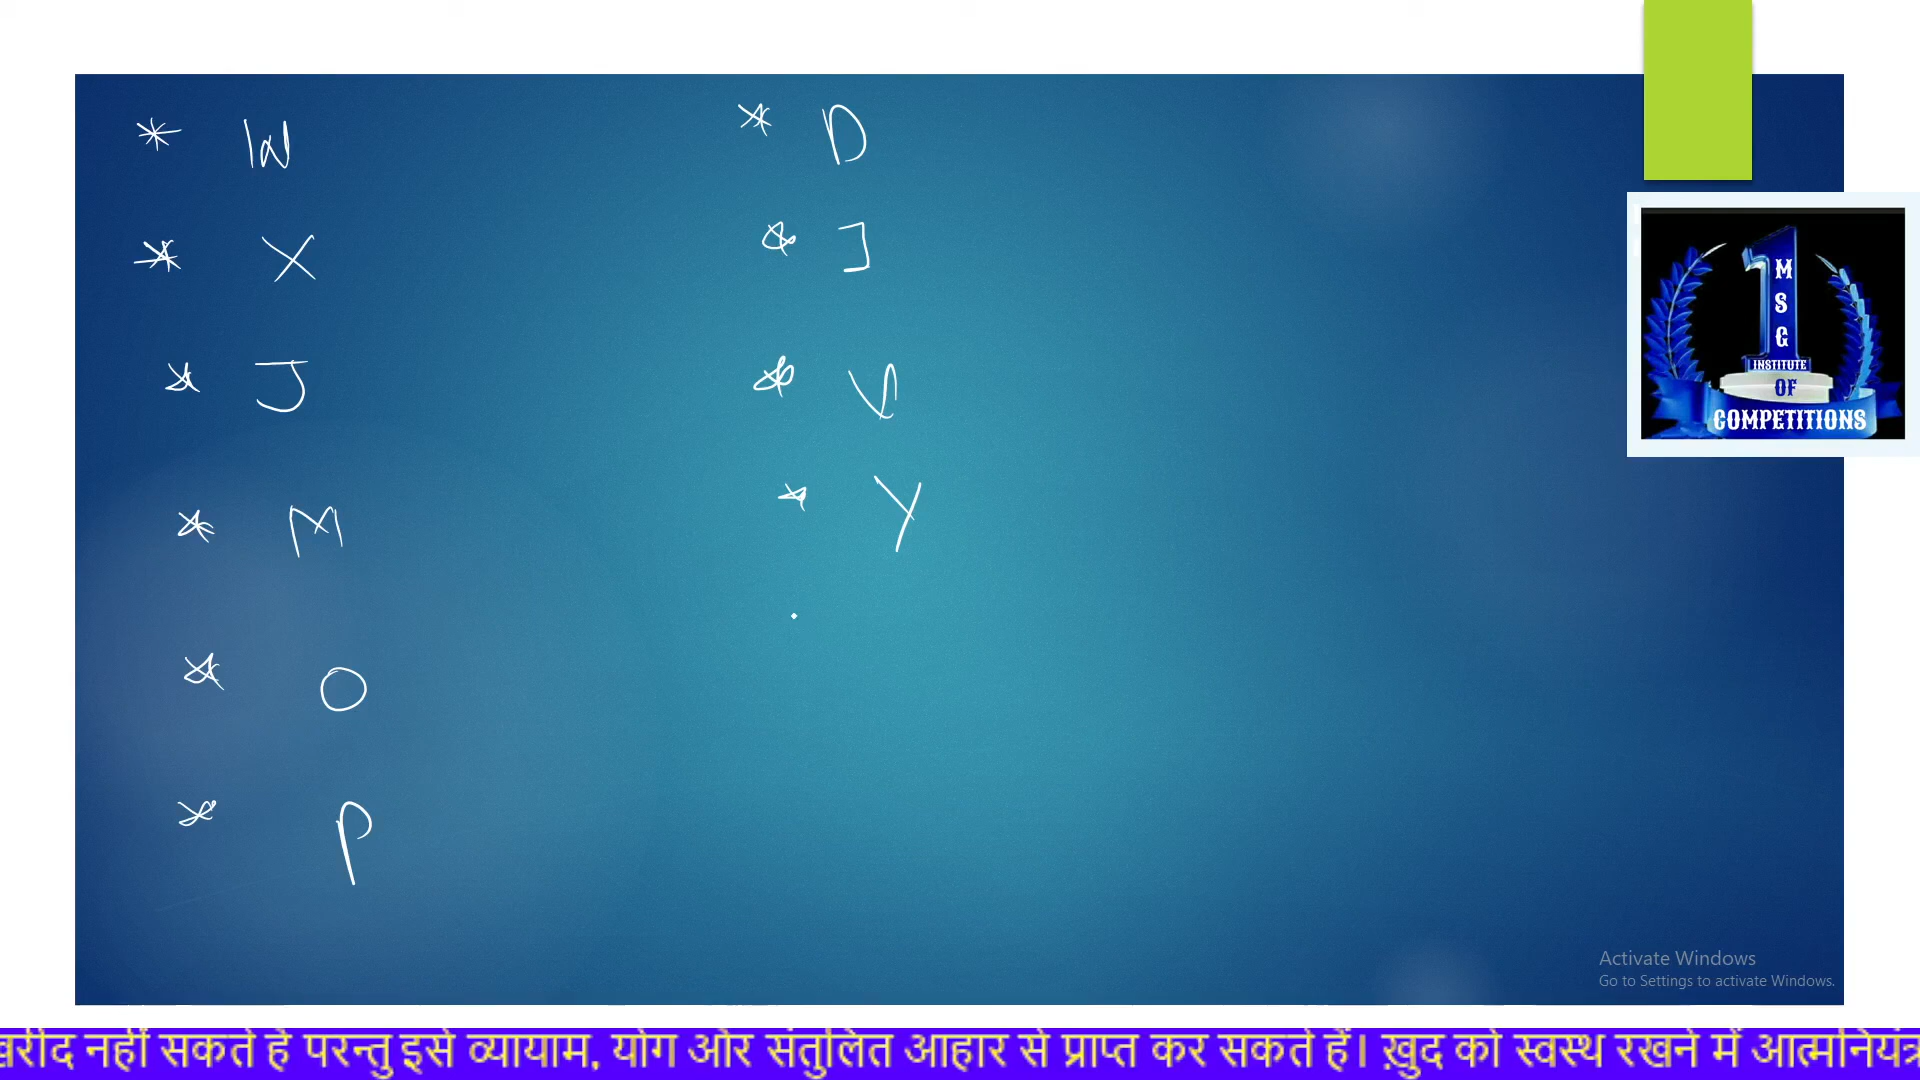 * W
* X
* J
* M
* O
* P
* D
* J
* V
* Y
M
S
G
INSTITUTE
OF
COMPETITIONS
Activate Windows
Go to Settings to activate Windows.
खरीद नहीं सकते हे परन्तु इसे व्यायाम, योग और संतुलित आहार से प्राप्त कर सकते हैं। ख़ुद को स्वस्थ रखने में आत्मनियंत्र